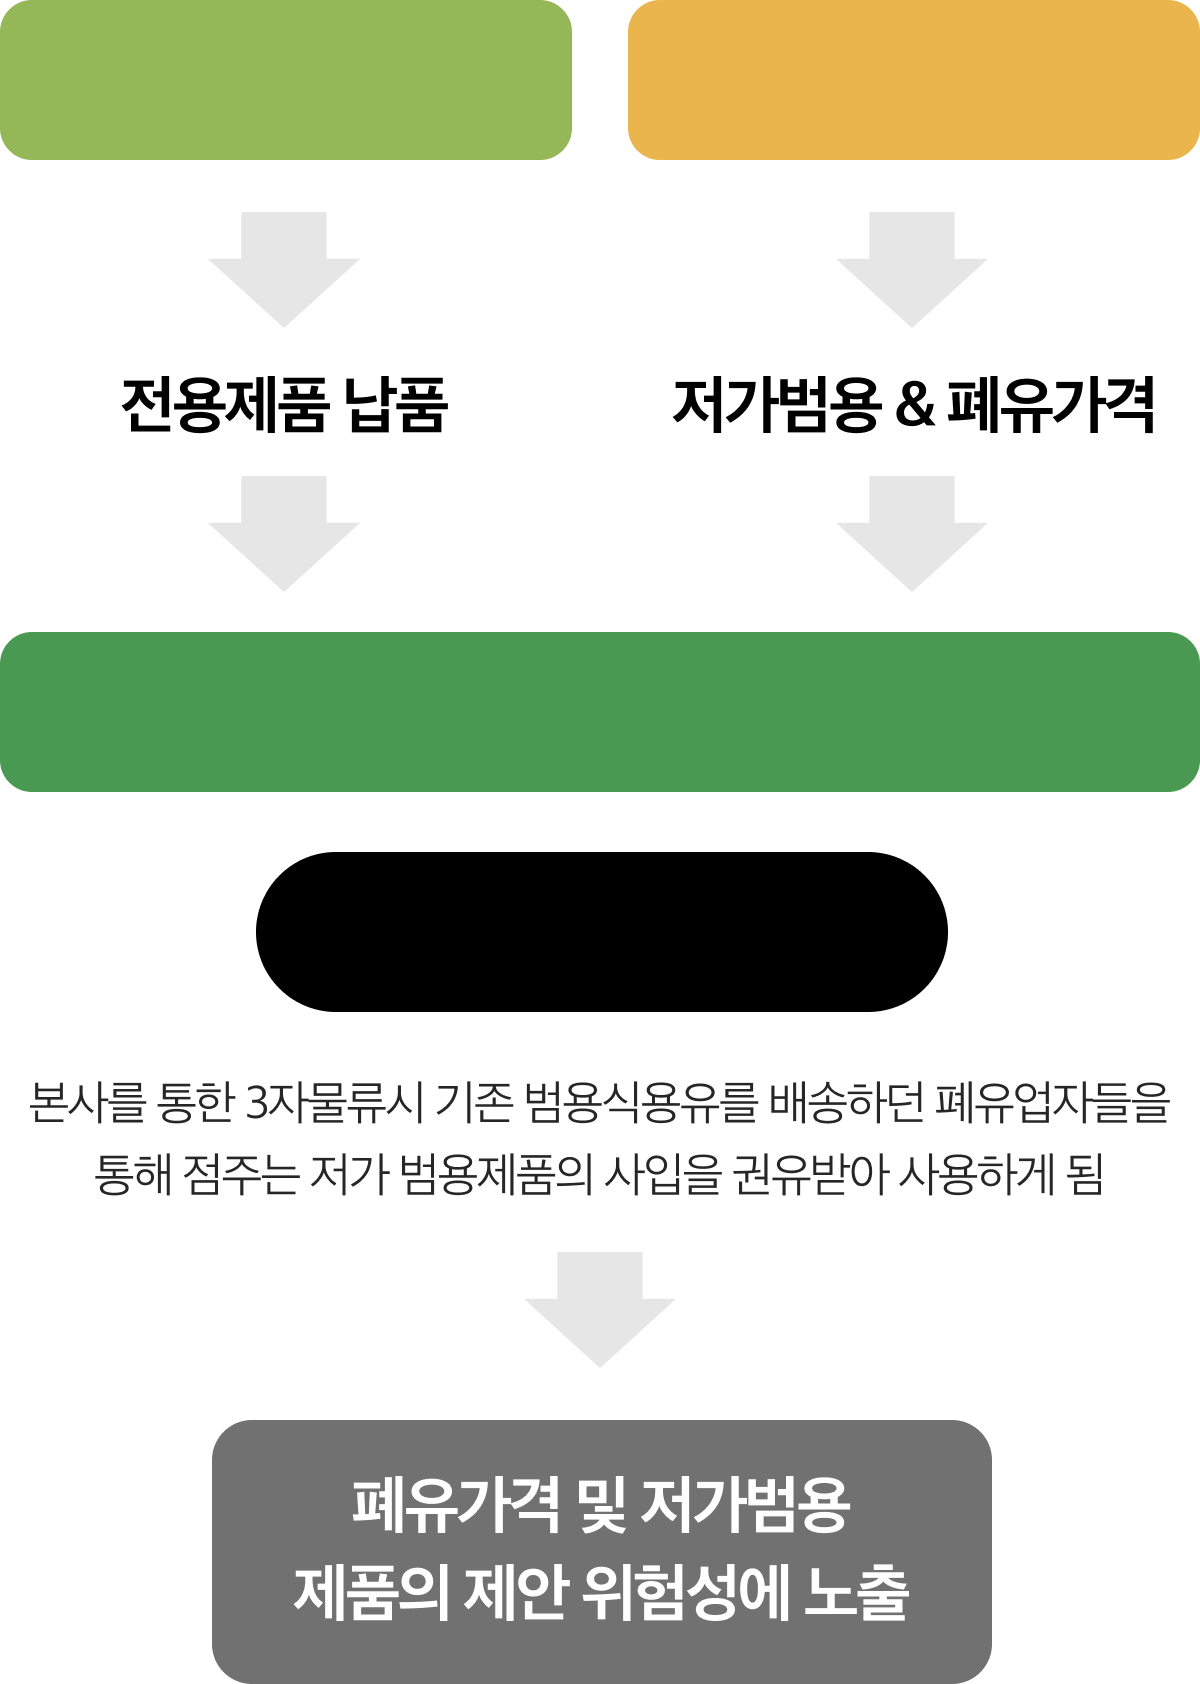 전용제품 납품
저가범용 & 폐유가격
본사를 통한 3자물류시 기존 범용식용유를 배송하던 폐유업자들을
통해 점주는 저가 범용제품의 사입을 권유받아 사용하게 됨
폐유가격 및 저가범용
제품의 제안 위험성에 노출